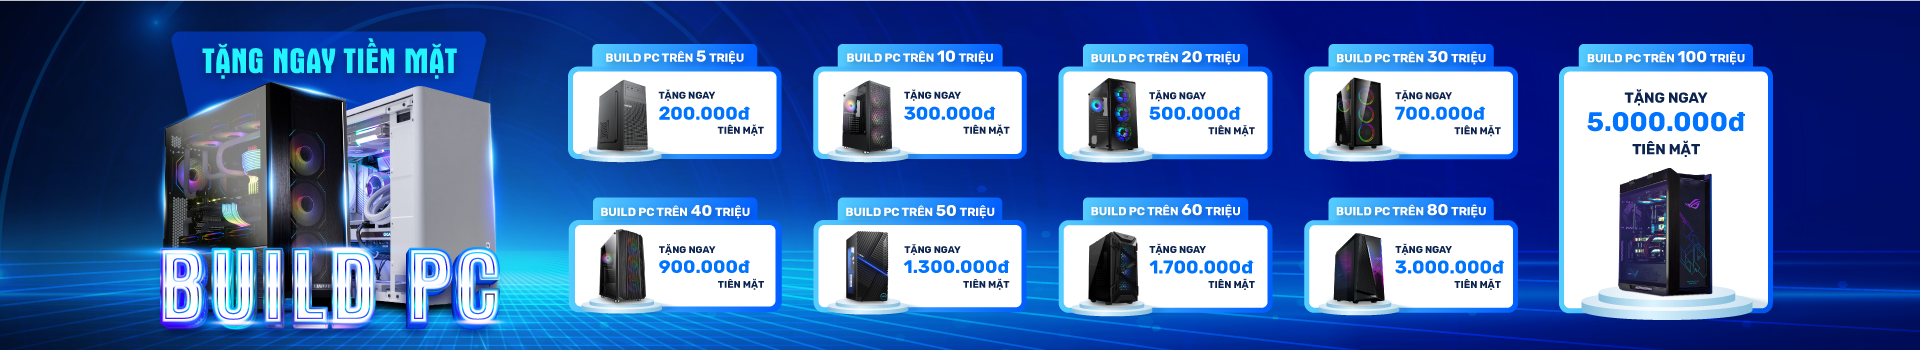 TẶNG NGAY TIỀN MẶT
BUILD PC
BUILD PC TRÊN 5 TRIỆU
TẶNG NGAY
200.000đ
TIỀN MẶT
BUILD PC TRÊN 10 TRIỆU
TẶNG NGAY
300.000đ
TIỀN MẶT
BUILD PC TRÊN 20 TRIỆU
TẶNG NGAY
500.000đ
TIỀN MẶT
BUILD PC TRÊN 30 TRIỆU
TẶNG NGAY
700.000đ
TIỀN MẶT
BUILD PC TRÊN 40 TRIỆU
TẶNG NGAY
900.000đ
TIỀN MẶT
BUILD PC TRÊN 50 TRIỆU
TẶNG NGAY
1.300.000đ
TIỀN MẶT
BUILD PC TRÊN 60 TRIỆU
TẶNG NGAY
1.700.000đ
TIỀN MẶT
BUILD PC TRÊN 80 TRIỆU
TẶNG NGAY
3.000.000đ
TIỀN MẶT
BUILD PC TRÊN 100 TRIỆU
TẶNG NGAY
5.000.000đ
TIỀN MẶT